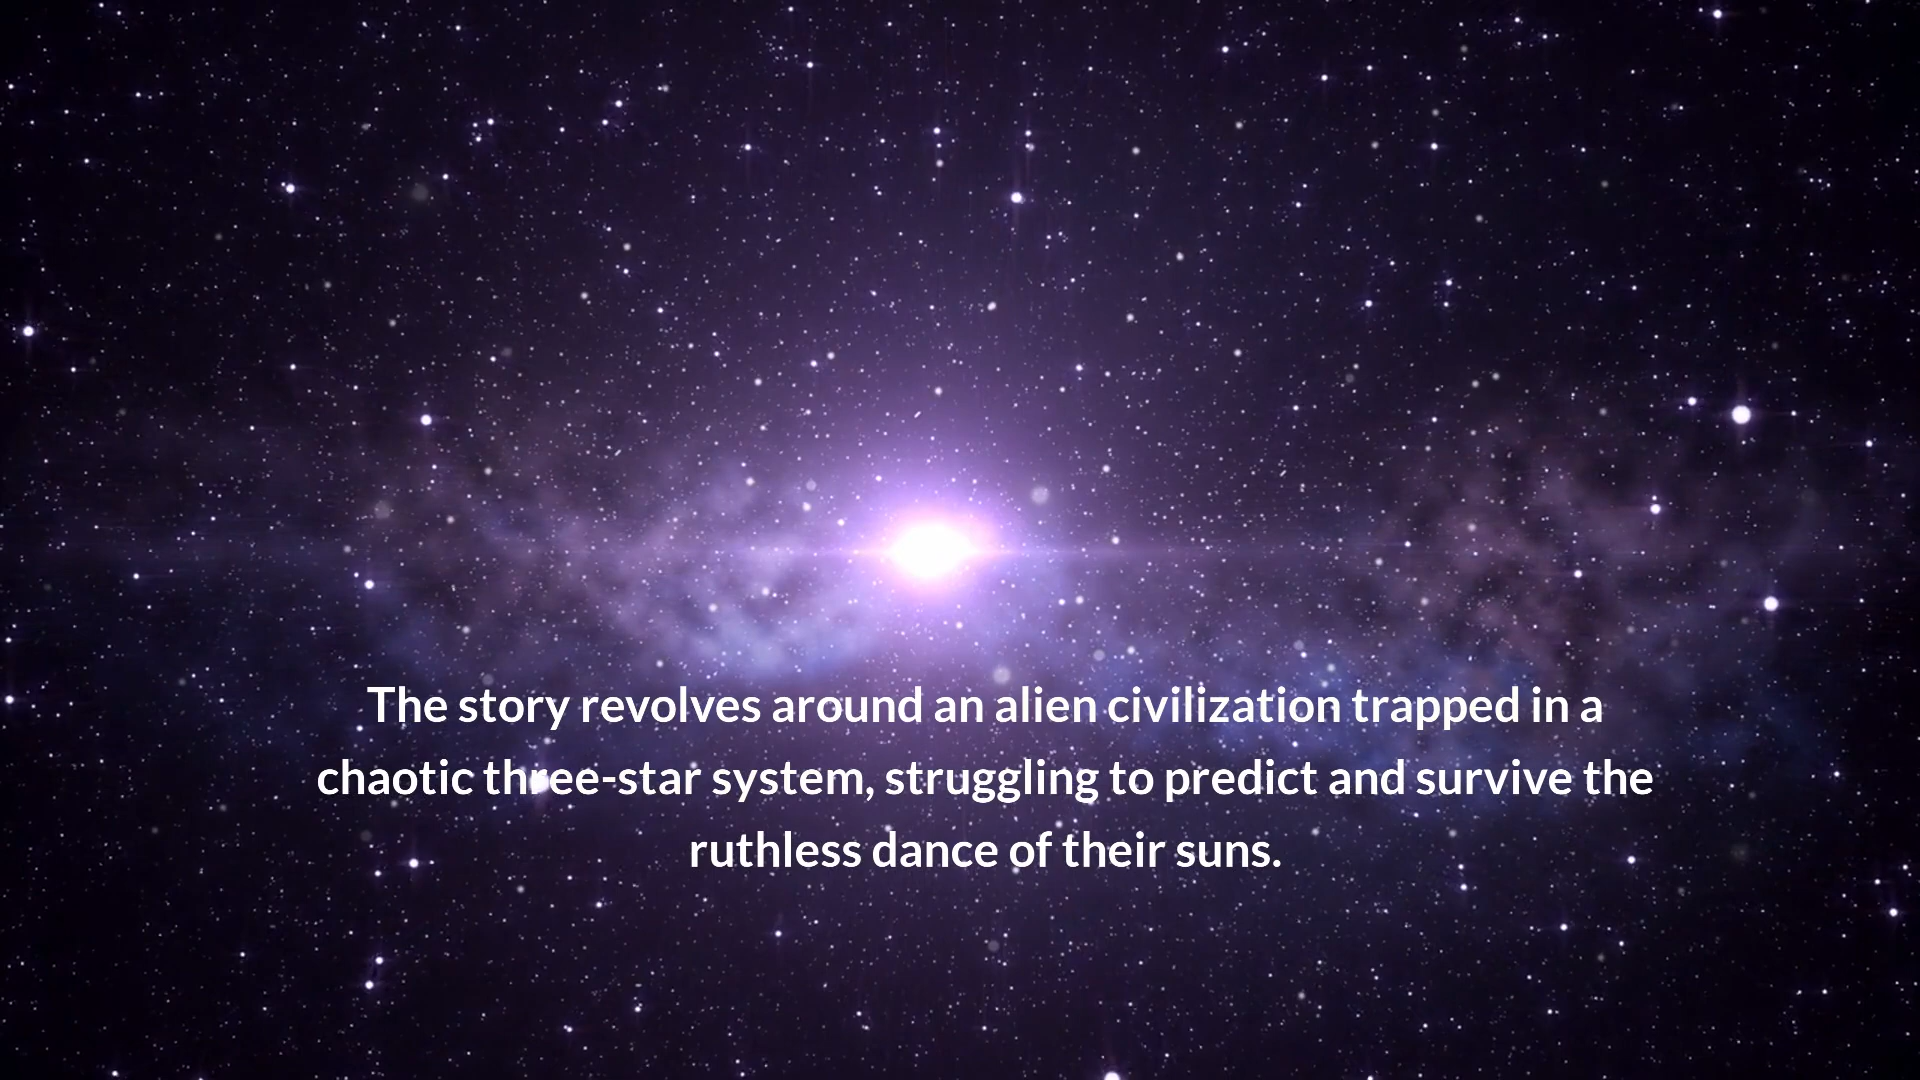 The story revolves around an alien civilization trapped in a
chaotic three-star system, struggling to predict and survive the
ruthless dance of their suns.